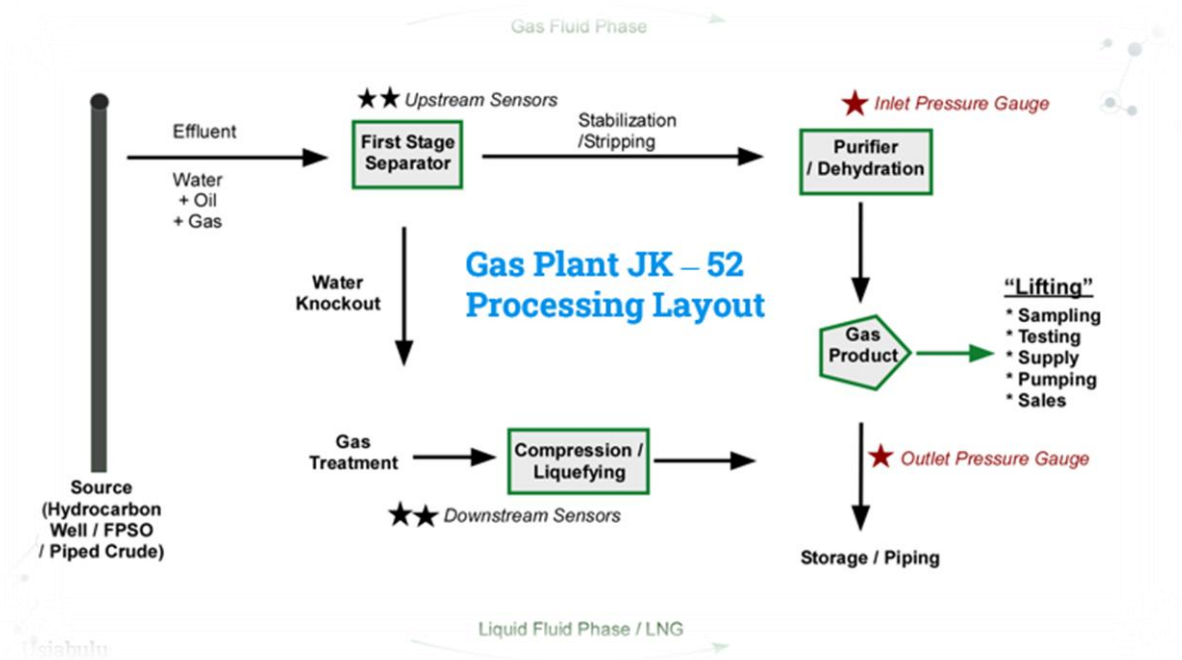 Gas Fluid Phase
★★ Upstream Sensors
★ Inlet Pressure Gauge
Effluent
Water
+ Oil
+ Gas
First Stage
Separator
Stabilization
/Stripping
Purifier
/ Dehydration
Water
Knockout
Gas Plant JK – 52
Processing Layout
Gas
Product
“Lifting”
* Sampling
* Testing
* Supply
* Pumping
* Sales
Gas
Treatment
Compression /
Liquefying
★ Outlet Pressure Gauge
★★ Downstream Sensors
Source
(Hydrocarbon
Well / FPSO
/ Piped Crude)
Storage / Piping
Liquid Fluid Phase / LNG